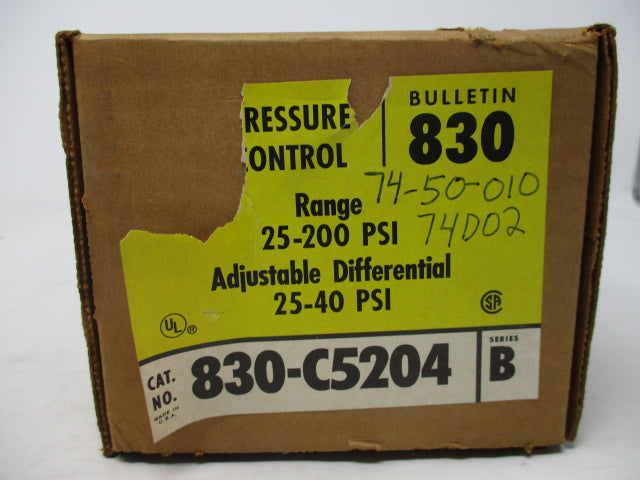 RESSURE
ONTROL
BULLETIN
830
74-50-010
74D02
Range
25-200 PSI
Adjustable Differential
25-40 PSI
UL®
SA
CAT.
NO.
MADE IN
U.S.A.
830-C5204
SERIES
B